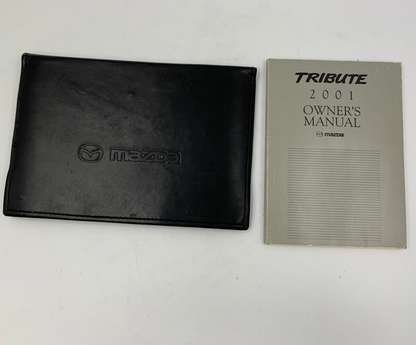 mazda
TRIBUTE
2001
OWNER'S
MANUAL
mazda